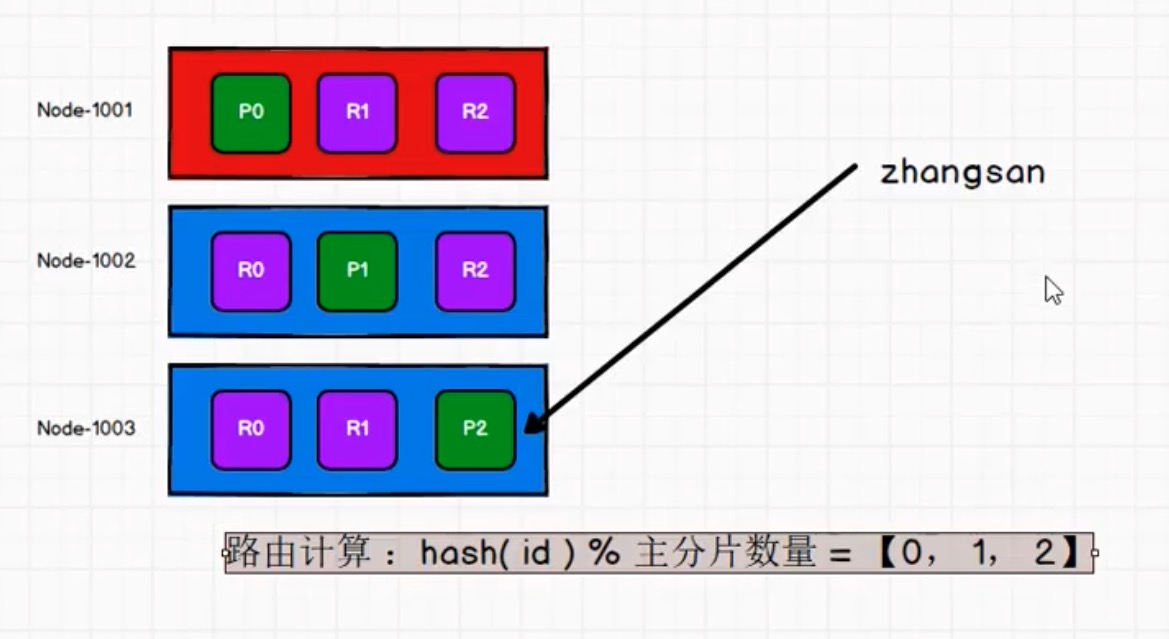 Node-1001 P0 R1 R2
zhangsan
Node-1002 R0 P1 R2
Node-1003 R0 R1 P2
路由计算：hash( id ) % 主分片数量 = 【0， 1， 2】